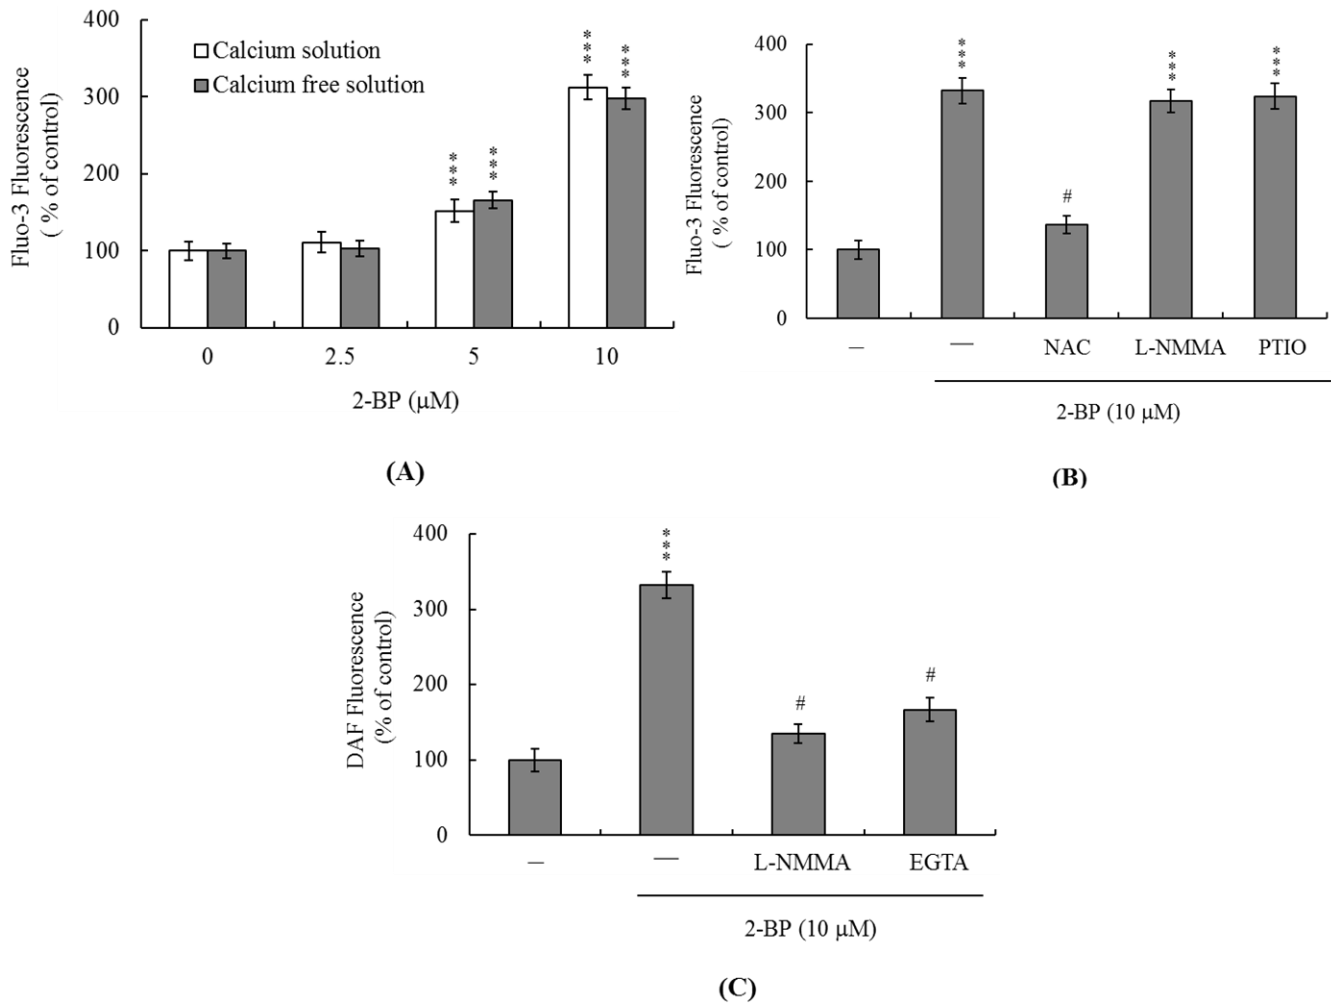 400
300
200
100
0
Fluo-3 Fluorescence
( % of control)
Calcium solution
Calcium free solution
***
***
***
***
0 2.5 5 10
2-BP (μM)
(A)
400
300
200
100
0
Fluo-3 Fluorescence
( % of control)
***
#
***
***
— — NAC L-NMMA PTIO
2-BP (10 μM)
(B)
400
300
200
100
0
DAF Fluorescence
(% of control)
***
#
#
— — L-NMMA EGTA
2-BP (10 μM)
(C)